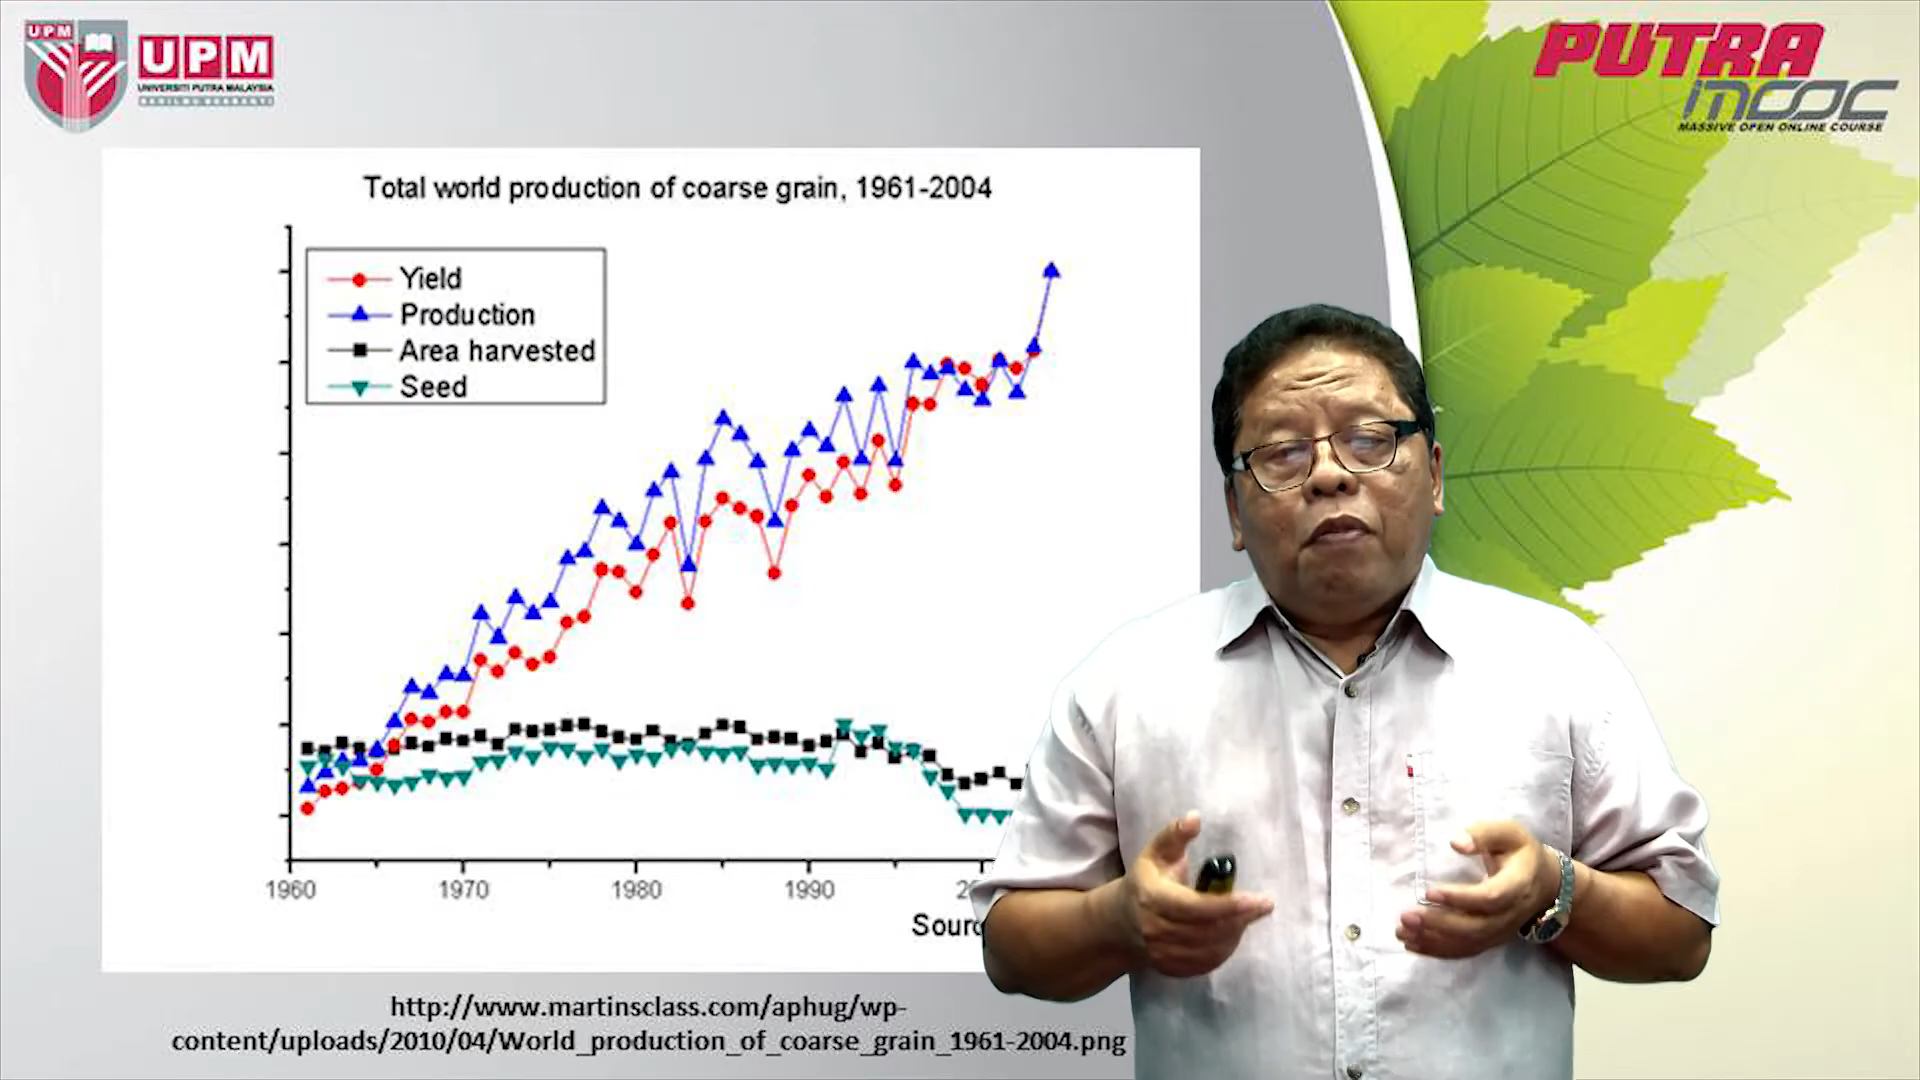 UPM
UPM
UNIVERSITI PUTRA MALAYSIA
PUTRA
MOOC
MASSIVE OPEN ONLINE COURSE
Total world production of coarse grain, 1961-2004
Yield
Production
Area harvested
Seed
1960 1970 1980 1990
http://www.martinsclass.com/aphug/wp-
content/uploads/2010/04/World_production_of_coarse_grain_1961-2004.png